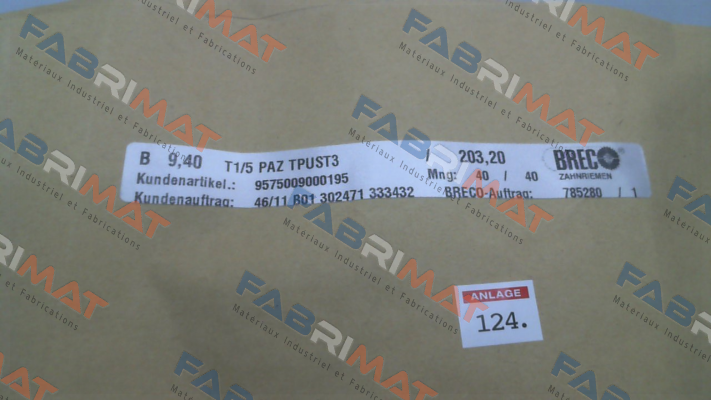 B 9,40 T1/5 PAZ TPUST3 203,20
Kundenartikel.: 9575009000195 Mng: 40 / 40
Kundenauftrag: 46/11 B01 302471 333432 BRECO-Auftrag: 785280 / 1
BRECO
ZAHNRIEMEN
ANLAGE
124.
FABRIMAT
Matériaux Industriel et Fabrications